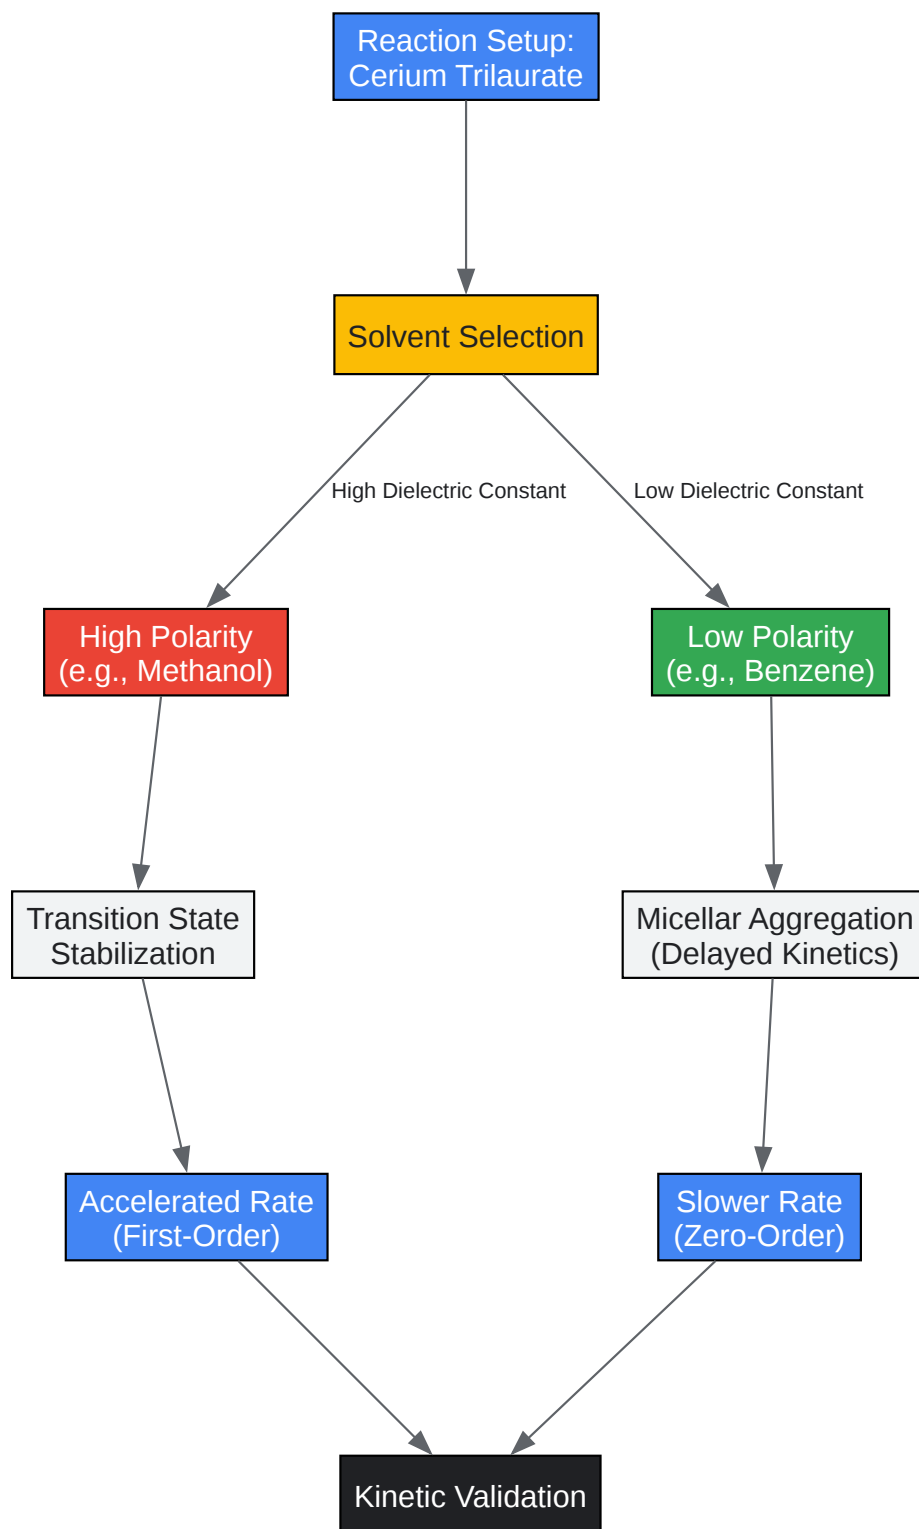 Reaction Setup:
Cerium Trilaurate
Solvent Selection
High Dielectric Constant
Low Dielectric Constant
High Polarity
(e.g., Methanol)
Low Polarity
(e.g., Benzene)
Transition State
Stabilization
Micellar Aggregation
(Delayed Kinetics)
Accelerated Rate
(First-Order)
Slower Rate
(Zero-Order)
Kinetic Validation